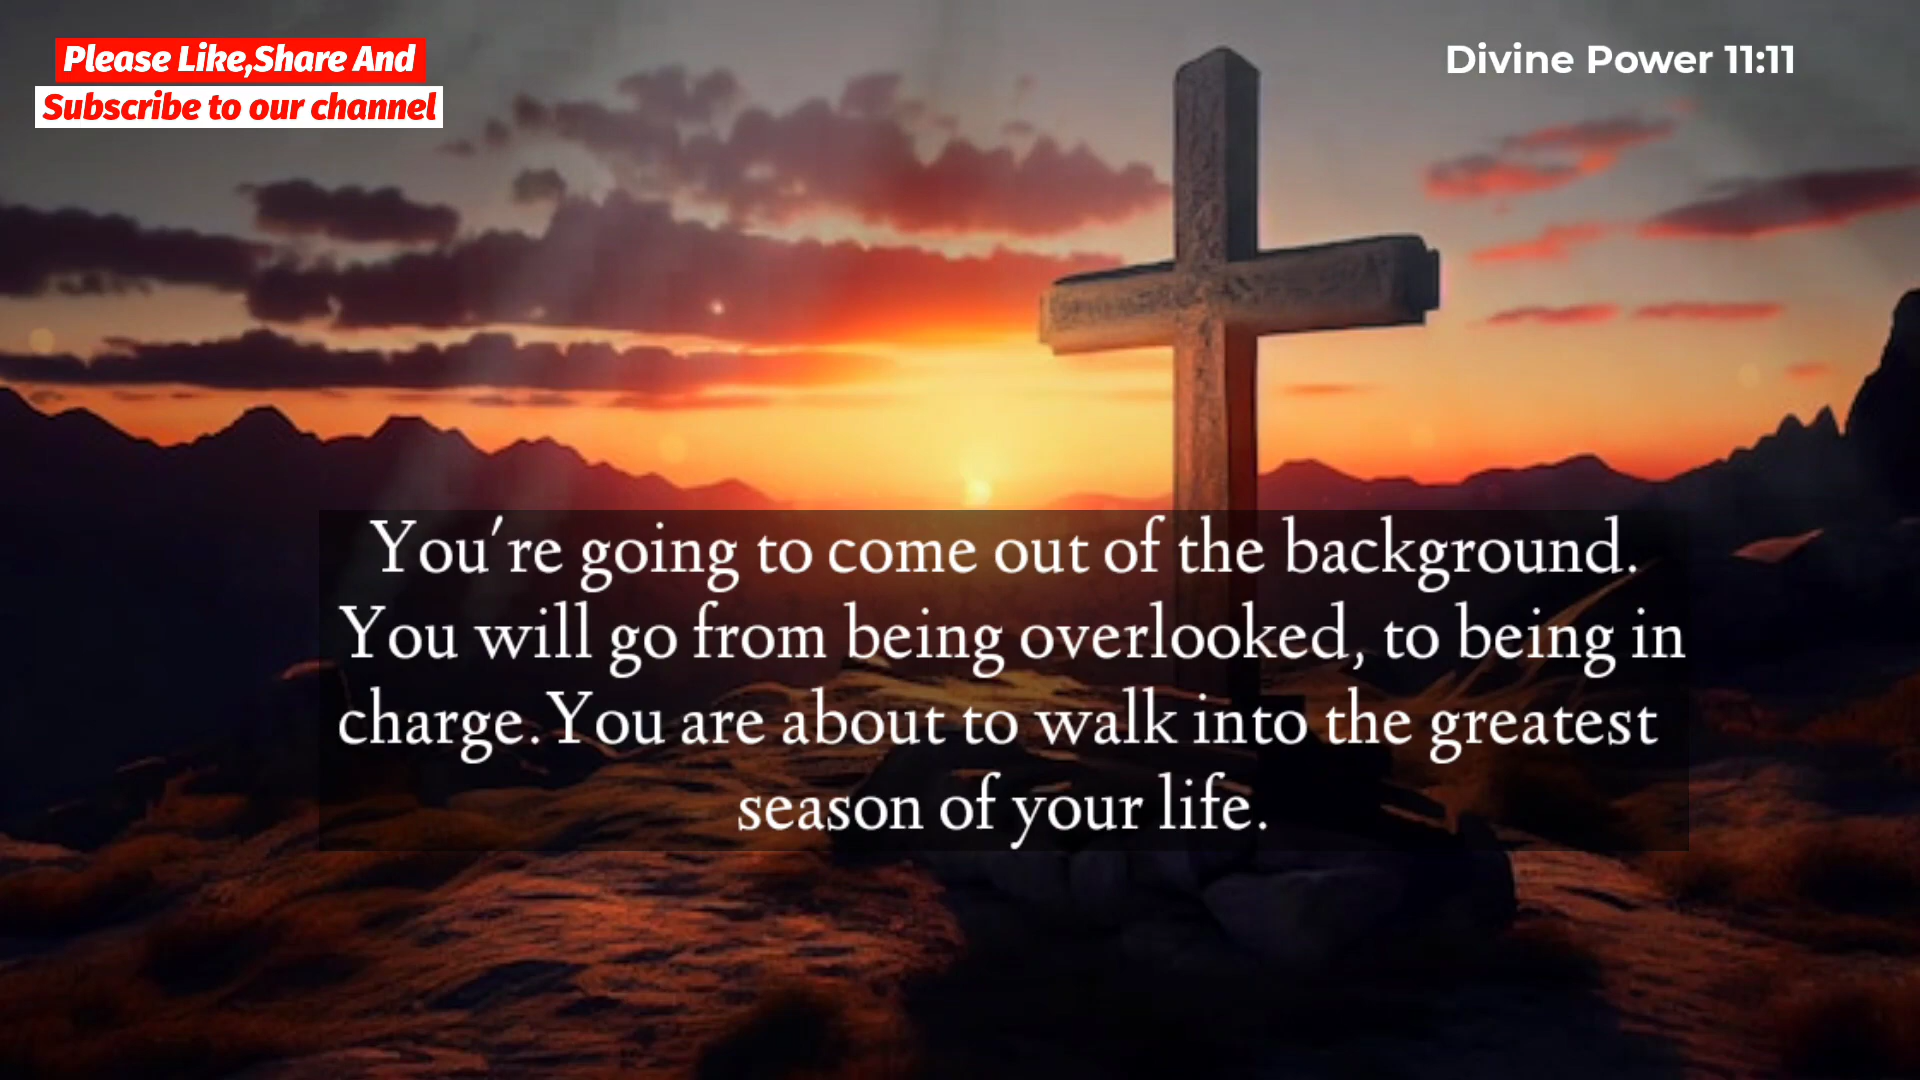 Please Like,Share And
Subscribe to our channel
Divine Power 11:11
You're going to come out of the background.
You will go from being overlooked, to being in
charge.You are about to walk into the greatest
season of your life.